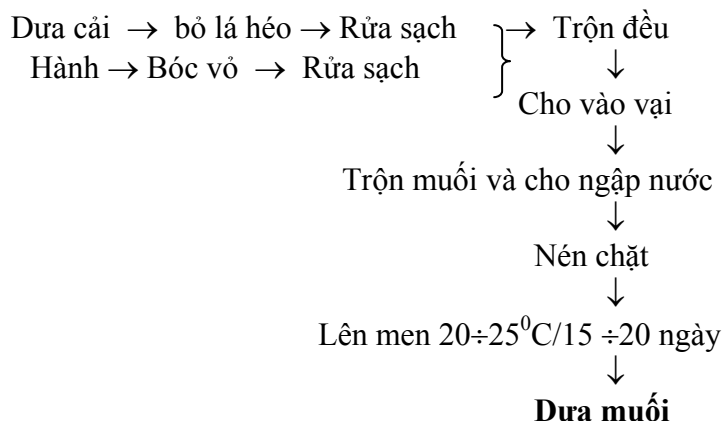 Dưa cải → bỏ lá héo → Rửa sạch → Trộn đều
Hành → Bóc vỏ → Rửa sạch
↓
Cho vào vại
↓
Trộn muối và cho ngập nước
↓
Nén chặt
↓
Lên men 20÷25⁰C/15 ÷20 ngày
↓
Dưa muối